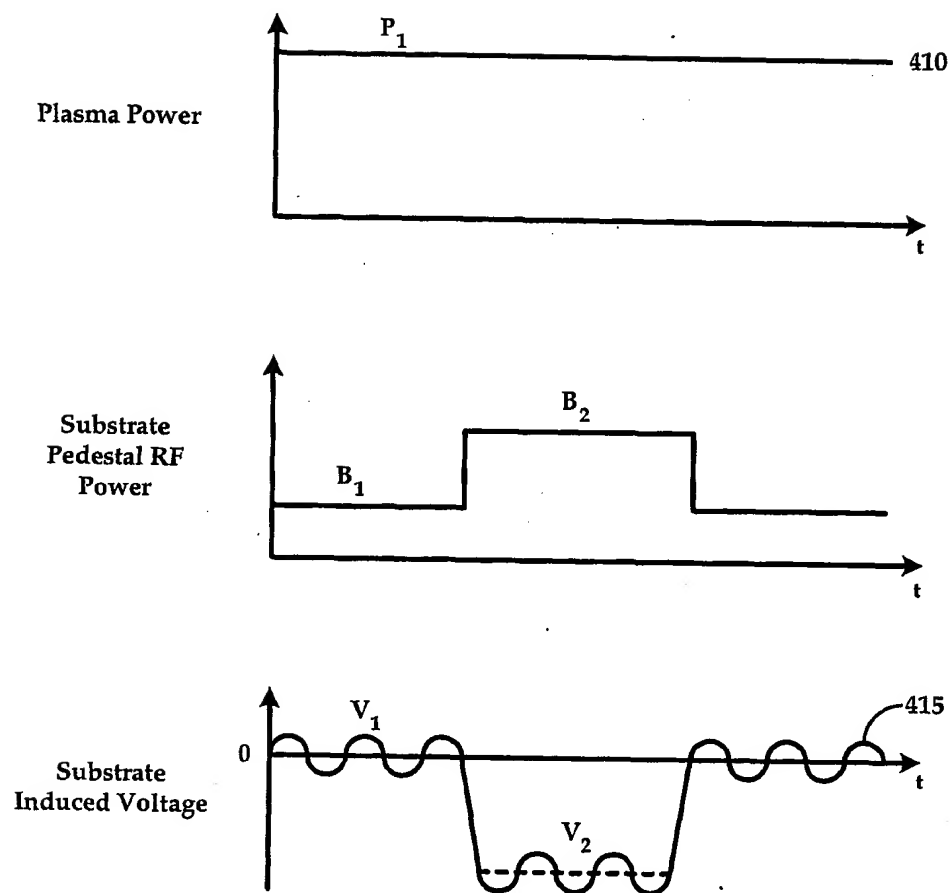 P1
410
Plasma Power
t
B2
Substrate
Pedestal RF
Power
B1
t
V1
415
0
t
Substrate
Induced Voltage
V2